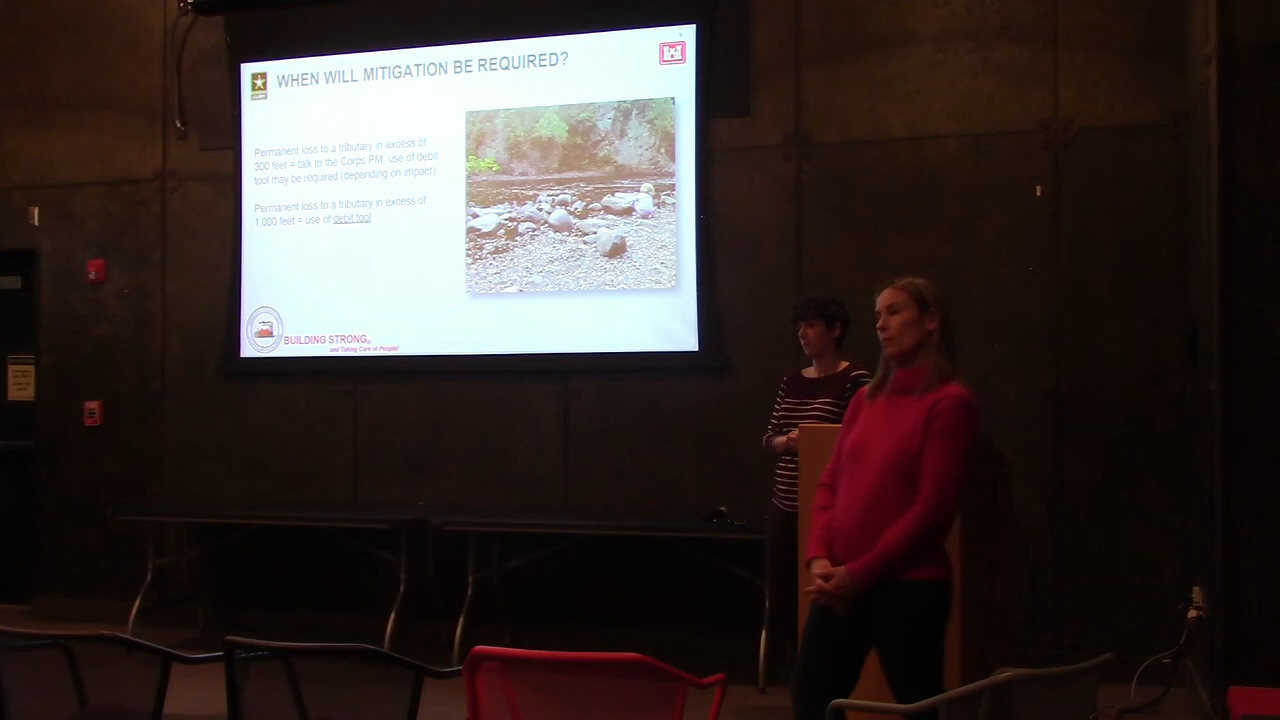 WHEN WILL MITIGATION BE REQUIRED?
Permanent loss to a tributary in excess of
300 feet = talk to the Corps PM, use of debit
tool may be required (depending on impact)
Permanent loss to a tributary in excess of
1,000 feet = use of debit tool
BUILDING STRONG®
and Taking Care of People!